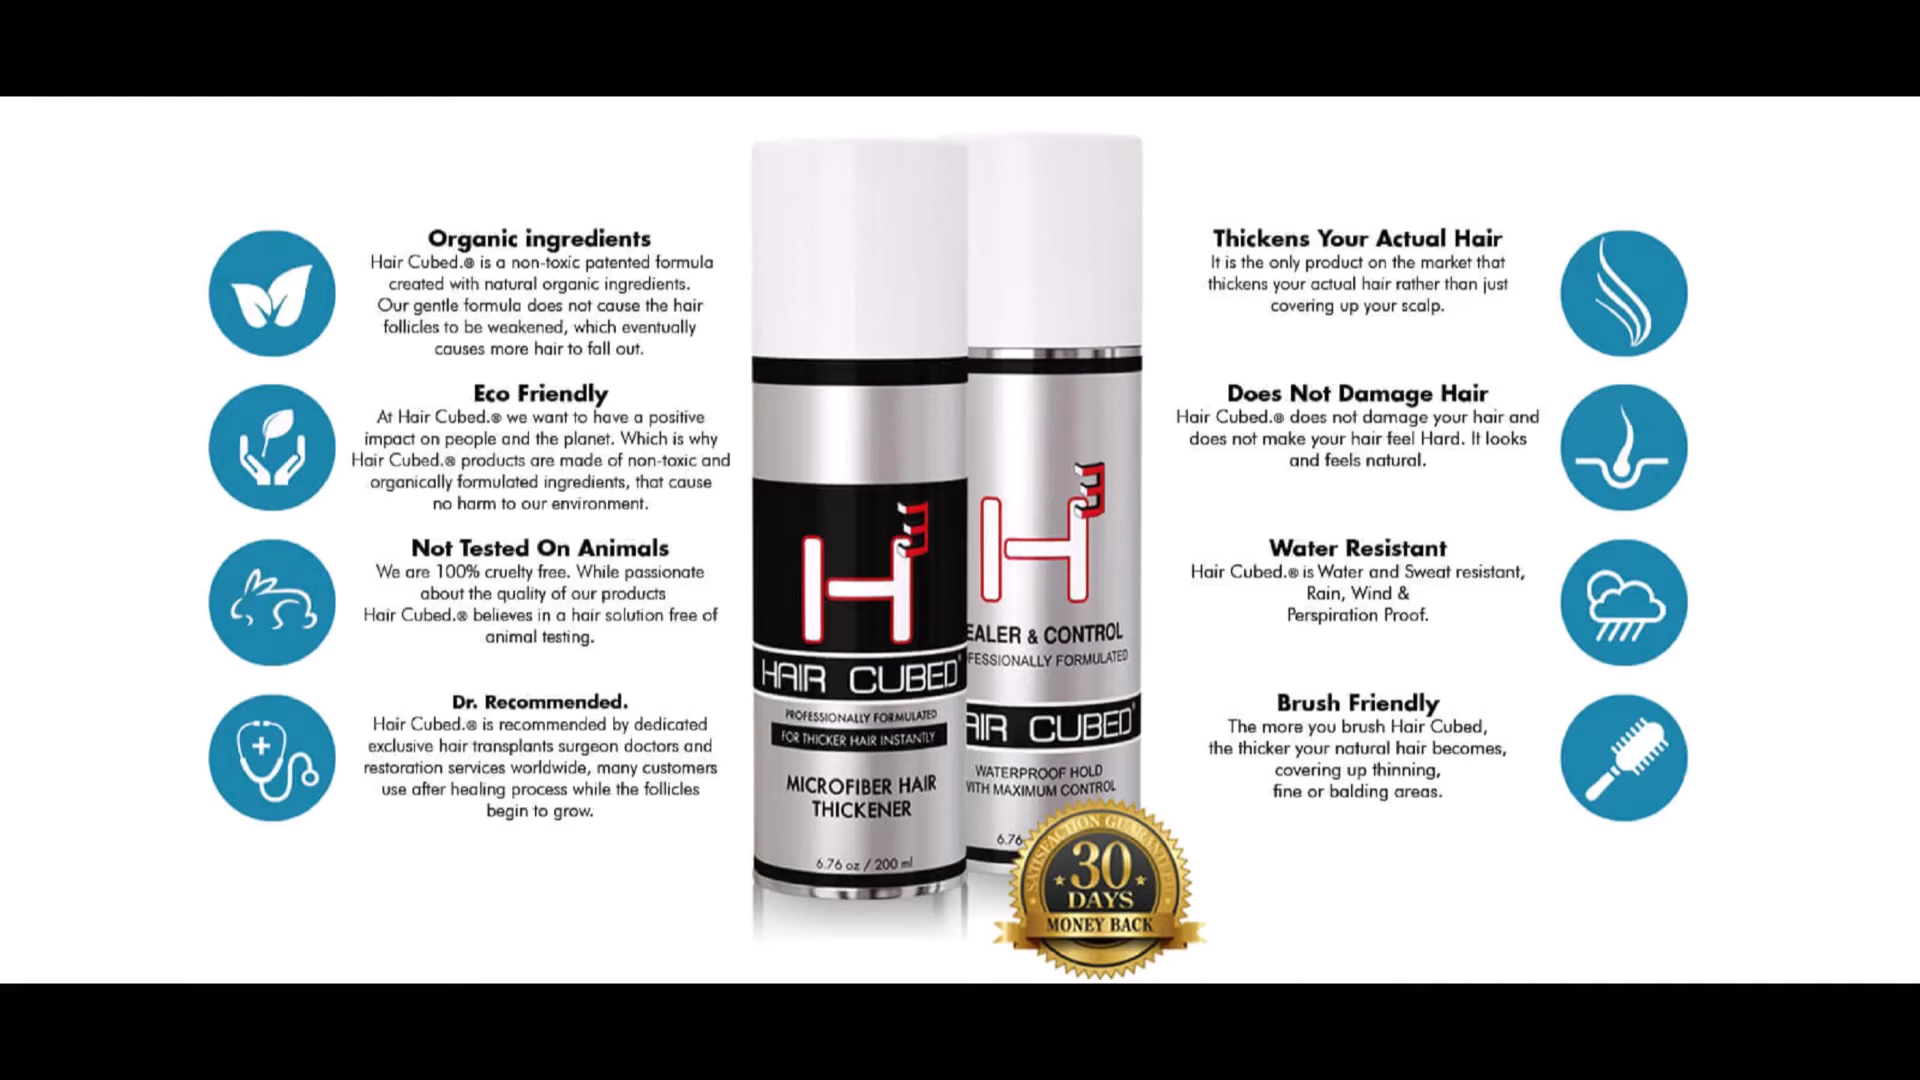 Organic ingredients
Hair Cubed.® is a non-toxic patented formula
created with natural organic ingredients.
Our gentle formula does not cause the hair
follicles to be weakened, which eventually
causes more hair to fall out.
Eco Friendly
At Hair Cubed.® we want to have a positive
impact on people and the planet. Which is why
Hair Cubed.® products are made of non-toxic and
organically formulated ingredients, that cause
no harm to our environment.
Not Tested On Animals
We are 100% cruelty free. While passionate
about the quality of our products
Hair Cubed.® believes in a hair solution free of
animal testing.
Dr. Recommended.
Hair Cubed.® is recommended by dedicated
exclusive hair transplants surgeon doctors and
restoration services worldwide, many customers
use after healing process while the follicles
begin to grow.
H3
HAIR CUBED®
PROFESSIONALLY FORMULATED
FOR THICKER HAIR INSTANTLY
MICROFIBER HAIR
THICKENER
6.76 oz / 200 ml
H3
EALER & CONTROL
FESSIONALLY FORMULATED
AIR CUBED®
WATERPROOF HOLD
WITH MAXIMUM CONTROL
6.76
SATISFACTION GUARANTEED
30
DAYS
MONEY BACK
Thickens Your Actual Hair
It is the only product on the market that
thickens your actual hair rather than just
covering up your scalp.
Does Not Damage Hair
Hair Cubed.® does not damage your hair and
does not make your hair feel Hard. It looks
and feels natural.
Water Resistant
Hair Cubed.® is Water and Sweat resistant,
Rain, Wind &
Perspiration Proof.
Brush Friendly
The more you brush Hair Cubed,
the thicker your natural hair becomes,
covering up thinning,
fine or balding areas.